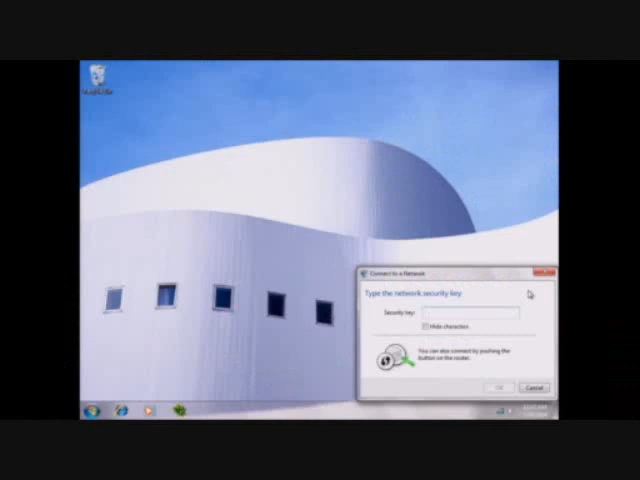 Connect to a Network
Type the network security key
Security key:
Hide characters
You can also connect by pushing the
button on the router.
OK
Cancel